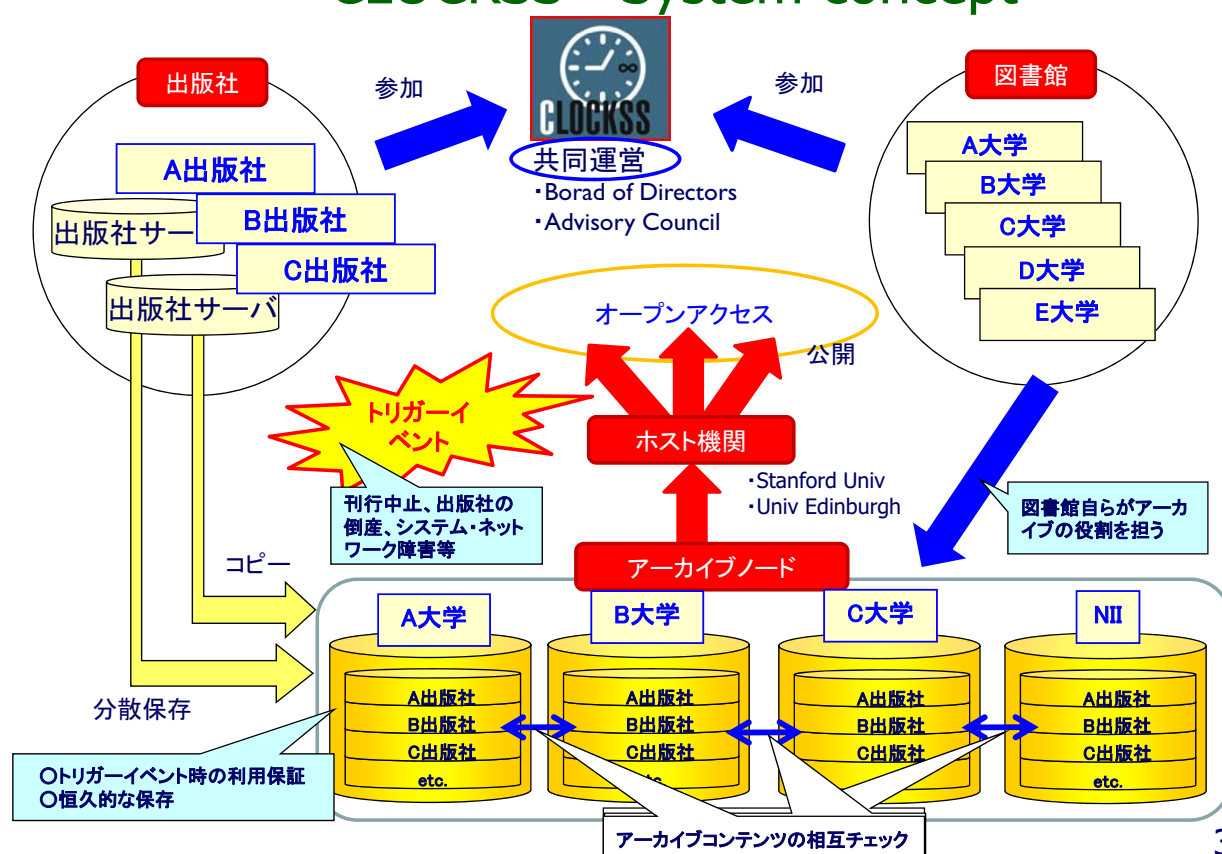 CLOCKSS System concept
出版社
参加
CLOCKSS
参加
図書館
共同運営
・Borad of Directors
・Advisory Council
A出版社
B出版社
C出版社
出版社サー
出版社サーバ
A大学
B大学
C大学
D大学
E大学
オープンアクセス
公開
トリガーイ
ベント
ホスト機関
・Stanford Univ
・Univ Edinburgh
刊行中止、出版社の
倒産、システム・ネット
ワーク障害等
図書館自らがアーカ
イブの役割を担う
コピー
アーカイブノード
A大学
B大学
C大学
NII
分散保存
A出版社
B出版社
C出版社
etc.
A出版社
B出版社
C出版社
A出版社
B出版社
C出版社
etc.
A出版社
B出版社
C出版社
etc.
○トリガーイベント時の利用保証
○恒久的な保存
アーカイブコンテンツの相互チェック